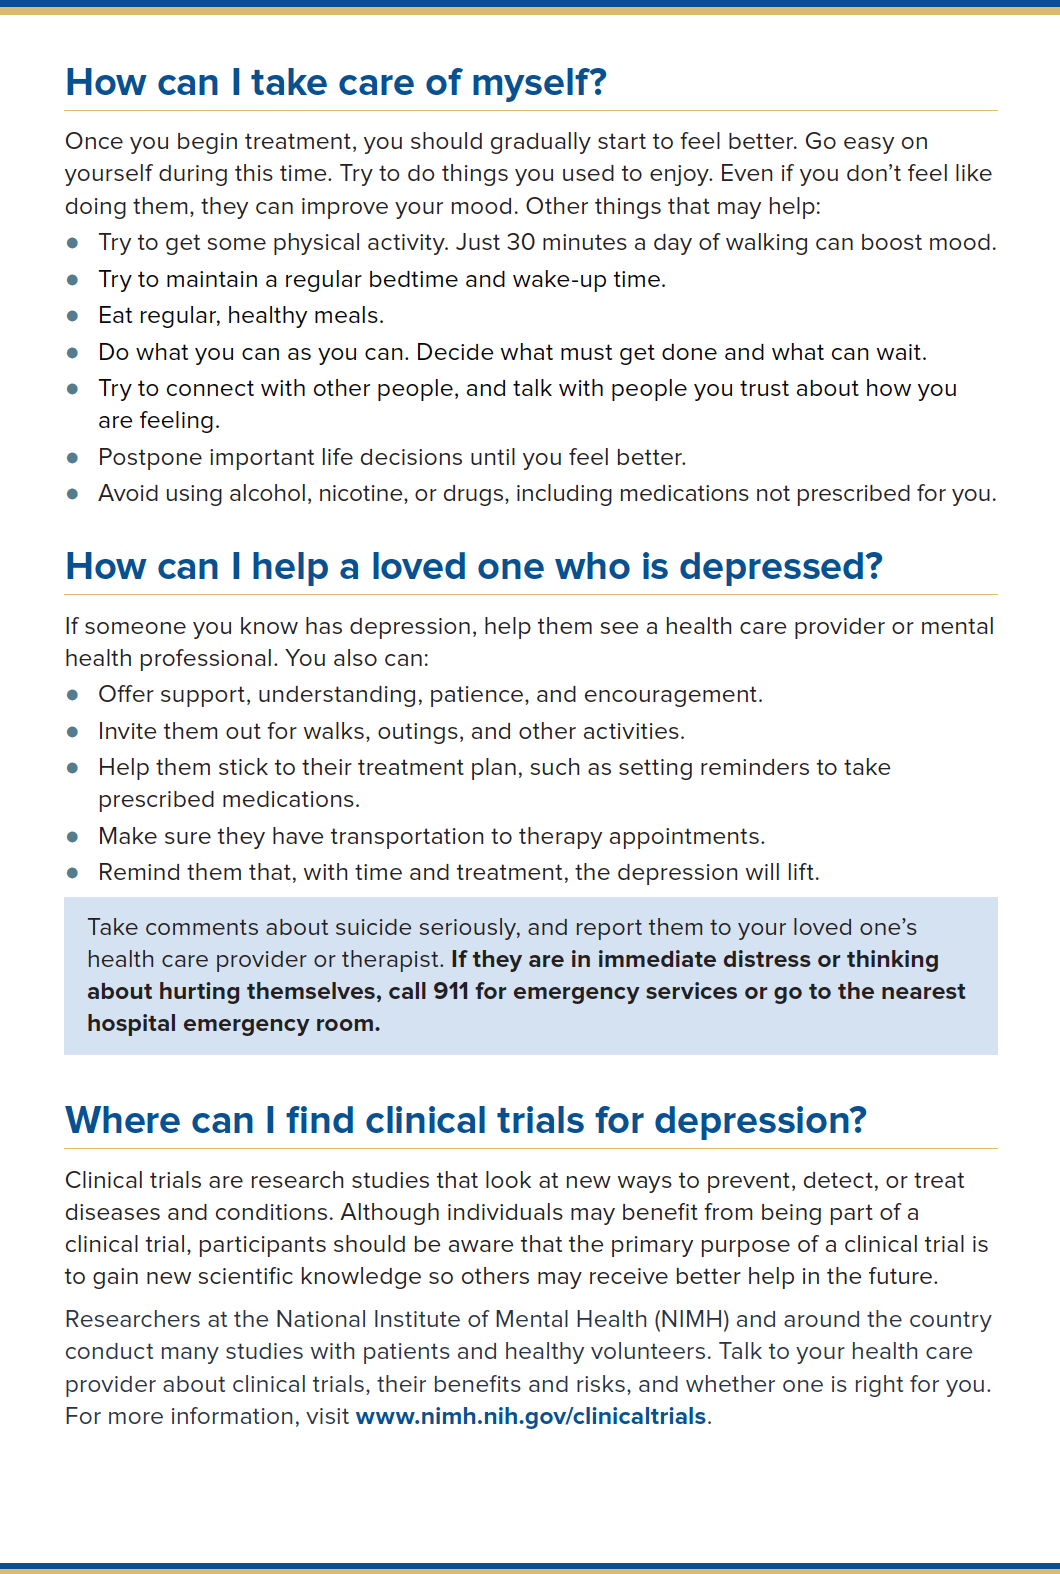 How can I take care of myself?
Once you begin treatment, you should gradually start to feel better. Go easy on
yourself during this time. Try to do things you used to enjoy. Even if you don’t feel like
doing them, they can improve your mood. Other things that may help:
● Try to get some physical activity. Just 30 minutes a day of walking can boost mood.
● Try to maintain a regular bedtime and wake-up time.
● Eat regular, healthy meals.
● Do what you can as you can. Decide what must get done and what can wait.
● Try to connect with other people, and talk with people you trust about how you
are feeling.
● Postpone important life decisions until you feel better.
● Avoid using alcohol, nicotine, or drugs, including medications not prescribed for you.
How can I help a loved one who is depressed?
If someone you know has depression, help them see a health care provider or mental
health professional. You also can:
● Offer support, understanding, patience, and encouragement.
● Invite them out for walks, outings, and other activities.
● Help them stick to their treatment plan, such as setting reminders to take
prescribed medications.
● Make sure they have transportation to therapy appointments.
● Remind them that, with time and treatment, the depression will lift.
Take comments about suicide seriously, and report them to your loved one’s
health care provider or therapist. If they are in immediate distress or thinking
about hurting themselves, call 911 for emergency services or go to the nearest
hospital emergency room.
Where can I find clinical trials for depression?
Clinical trials are research studies that look at new ways to prevent, detect, or treat
diseases and conditions. Although individuals may benefit from being part of a
clinical trial, participants should be aware that the primary purpose of a clinical trial is
to gain new scientific knowledge so others may receive better help in the future.
Researchers at the National Institute of Mental Health (NIMH) and around the country
conduct many studies with patients and healthy volunteers. Talk to your health care
provider about clinical trials, their benefits and risks, and whether one is right for you.
For more information, visit www.nimh.nih.gov/clinicaltrials.